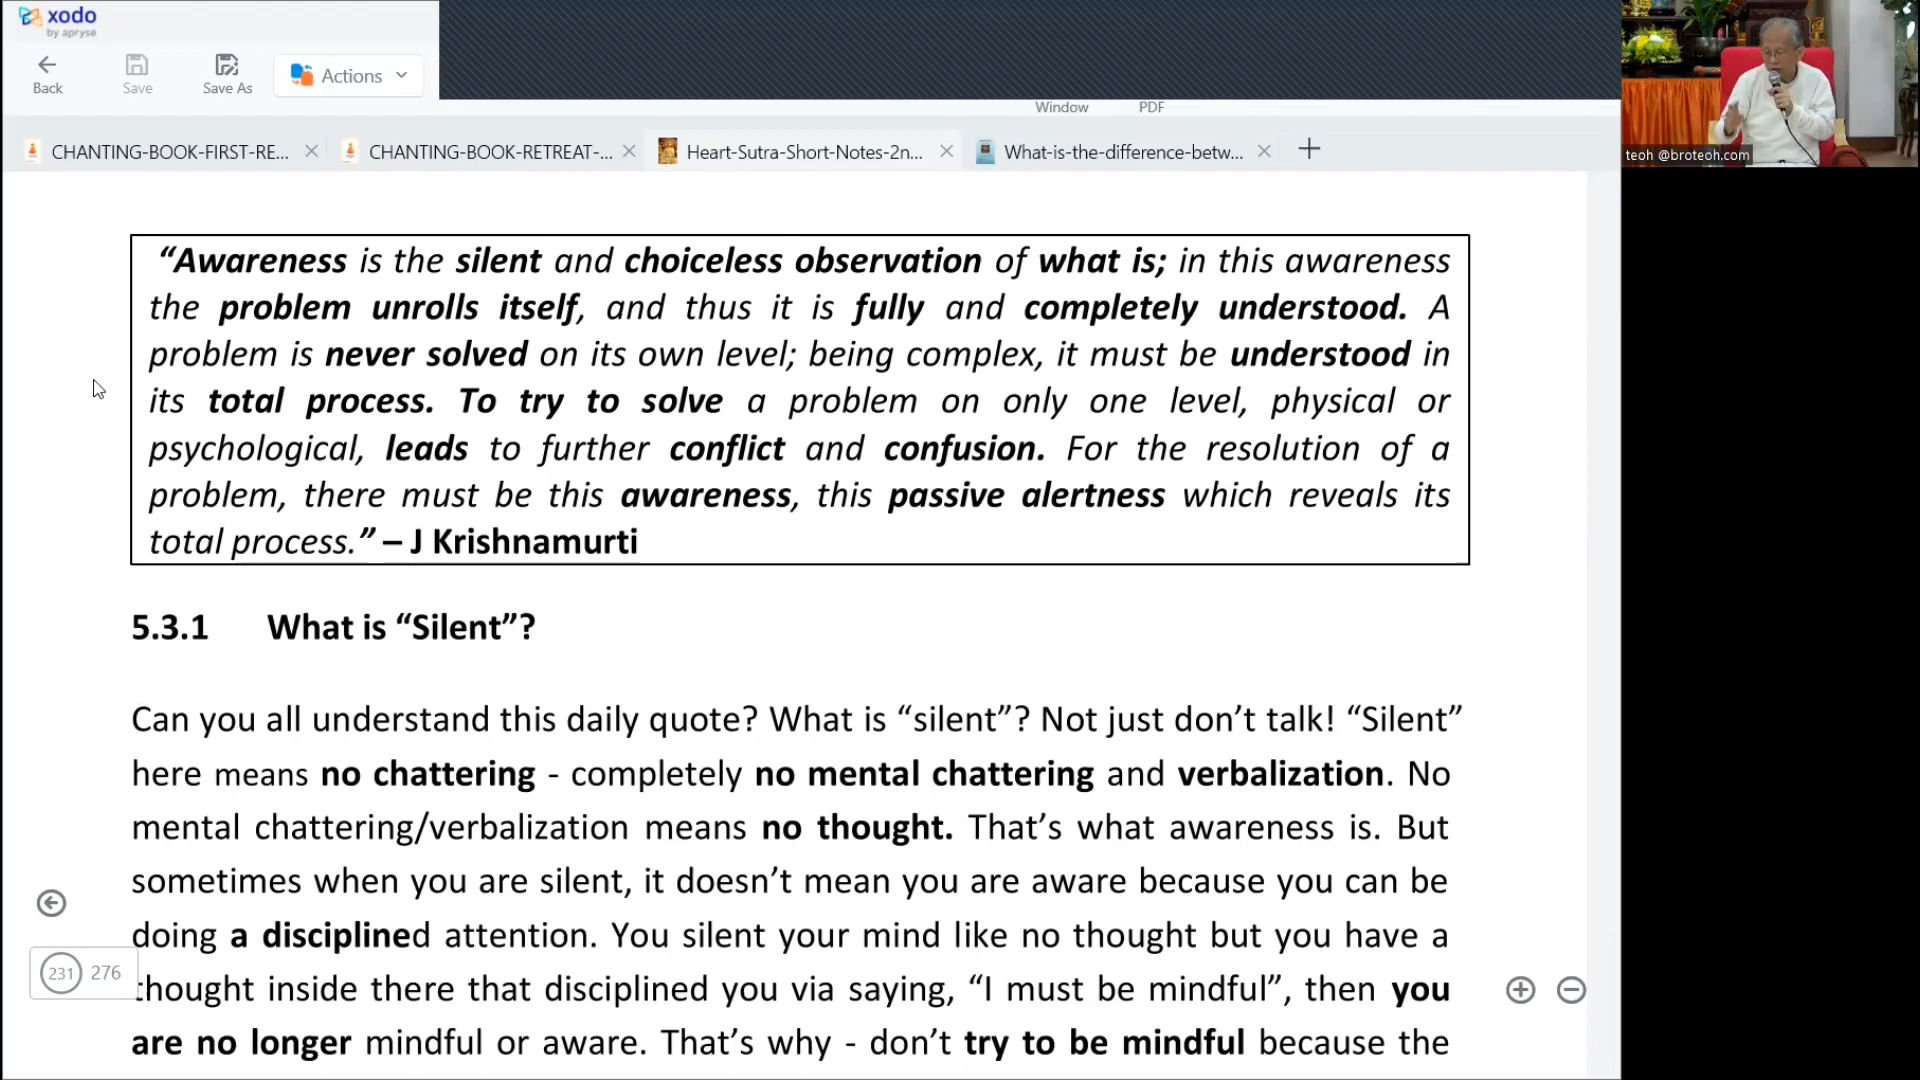 xodo
by apryse
Back
Save
Save As
Actions
Window
PDF
CHANTING-BOOK-FIRST-RE...
CHANTING-BOOK-RETREAT-...
Heart-Sutra-Short-Notes-2n...
What-is-the-difference-betw...
teoh @broteoh.com
“Awareness is the silent and choiceless observation of what is; in this awareness
the problem unrolls itself, and thus it is fully and completely understood. A
problem is never solved on its own level; being complex, it must be understood in
its total process. To try to solve a problem on only one level, physical or
psychological, leads to further conflict and confusion. For the resolution of a
problem, there must be this awareness, this passive alertness which reveals its
total process.” – J Krishnamurti
5.3.1 What is “Silent”?
Can you all understand this daily quote? What is “silent”? Not just don’t talk! “Silent”
here means no chattering - completely no mental chattering and verbalization. No
mental chattering/verbalization means no thought. That’s what awareness is. But
sometimes when you are silent, it doesn’t mean you are aware because you can be
doing a disciplined attention. You silent your mind like no thought but you have a
thought inside there that disciplined you via saying, “I must be mindful”, then you
are no longer mindful or aware. That’s why - don’t try to be mindful because the
231 276